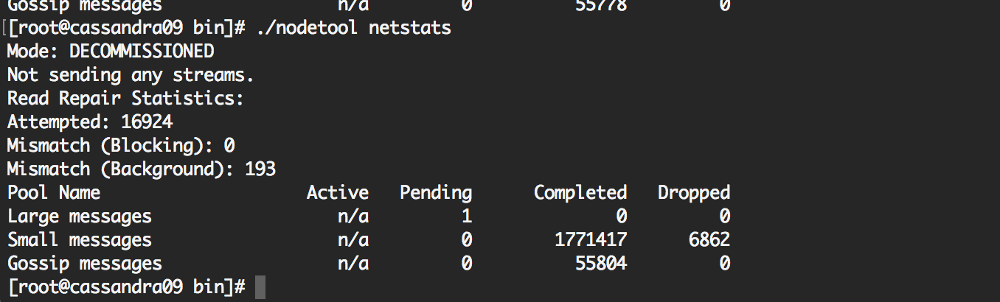 Gossip messages n/a 0 55778 0
[root@cassandra09 bin]# ./nodetool netstats
Mode: DECOMMISSIONED
Not sending any streams.
Read Repair Statistics:
Attempted: 16924
Mismatch (Blocking): 0
Mismatch (Background): 193
Pool Name Active Pending Completed Dropped
Large messages n/a 1 0 0
Small messages n/a 0 1771417 6862
Gossip messages n/a 0 55804 0
[root@cassandra09 bin]#